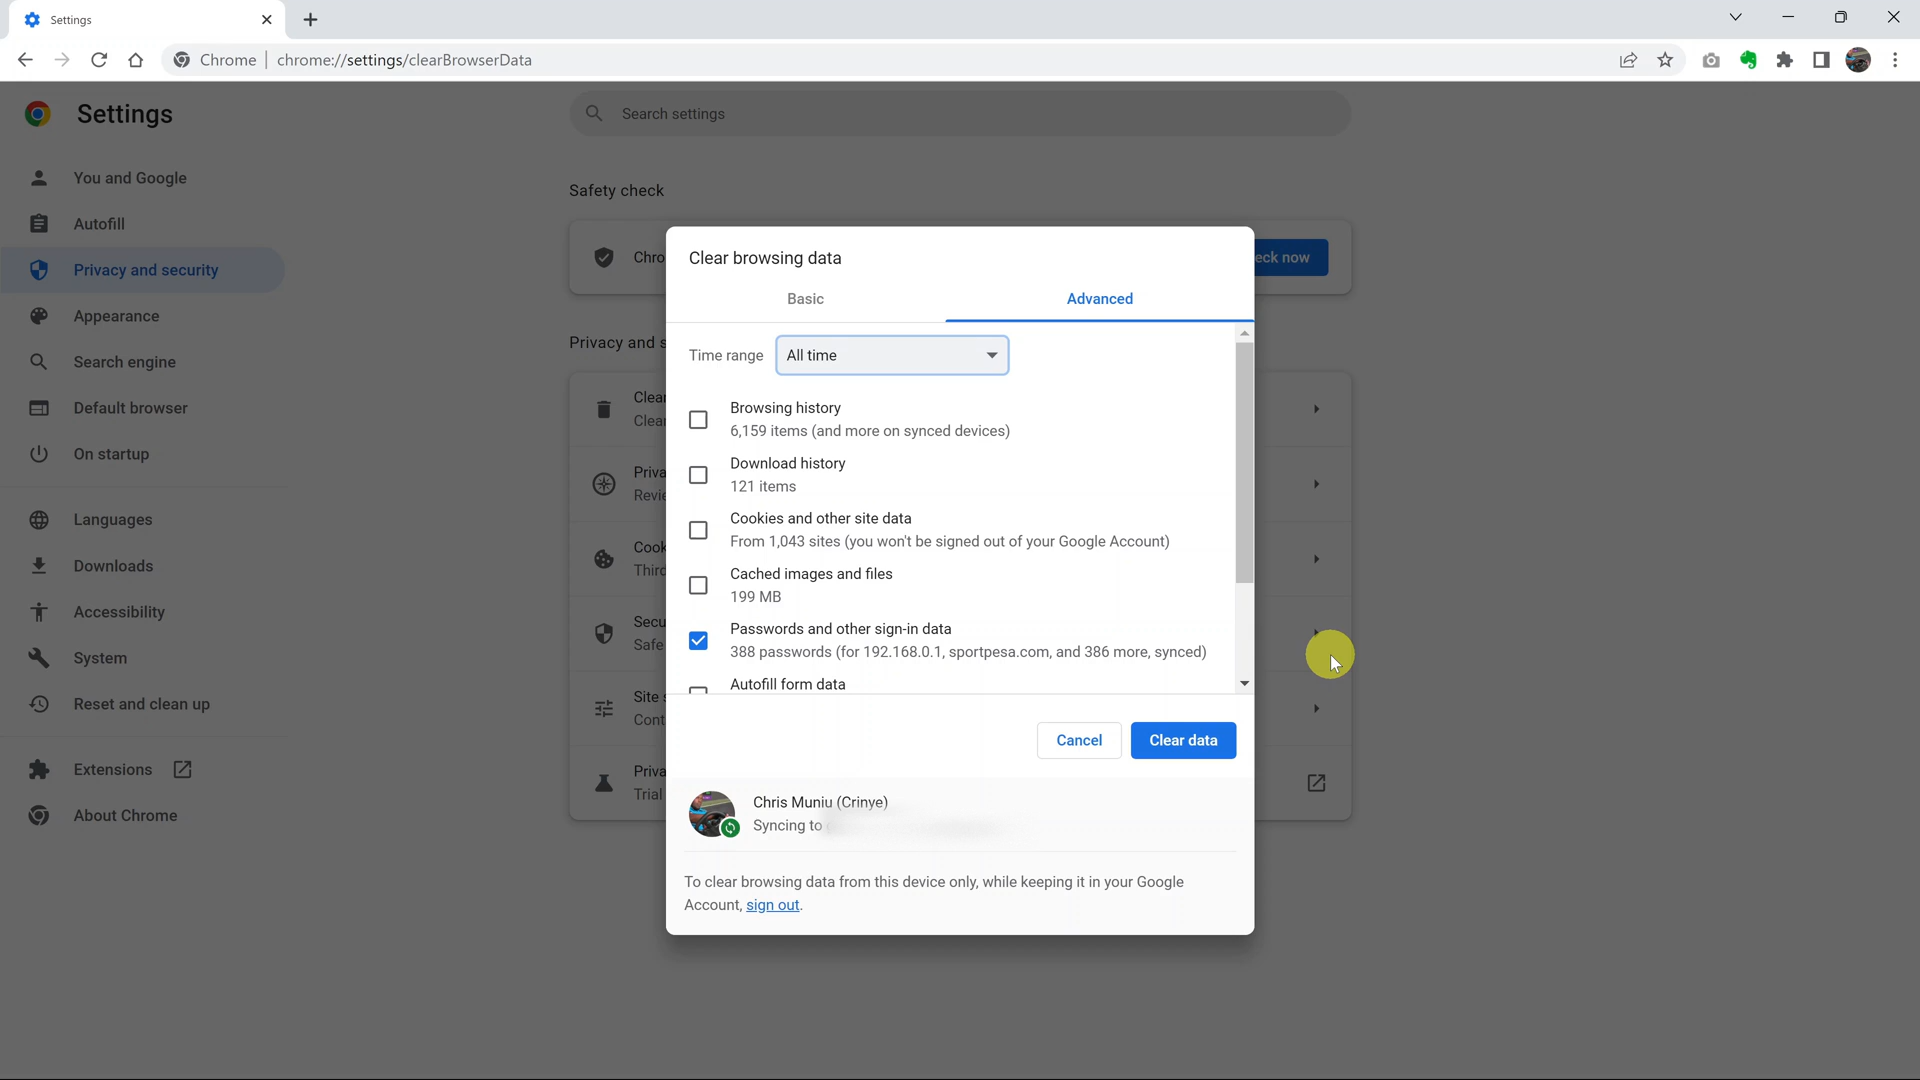 Settings
Chrome | chrome://settings/clearBrowserData
Settings
Search settings
You and Google
Autofill
Privacy and security
Appearance
Search engine
Default browser
On startup
Languages
Downloads
Accessibility
System
Reset and clean up
Extensions
About Chrome
Safety check
Chro
eck now
Privacy and s
Clear
Clear
Priva
Revie
Cook
Third
Secu
Safe
Site s
Cont
Priva
Trial
Clear browsing data
Basic
Advanced
Time range
All time
Browsing history
6,159 items (and more on synced devices)
Download history
121 items
Cookies and other site data
From 1,043 sites (you won't be signed out of your Google Account)
Cached images and files
199 MB
Passwords and other sign-in data
388 passwords (for 192.168.0.1, sportpesa.com, and 386 more, synced)
Autofill form data
Cancel
Clear data
Chris Muniu (Crinye)
Syncing to
To clear browsing data from this device only, while keeping it in your Google
Account, sign out.